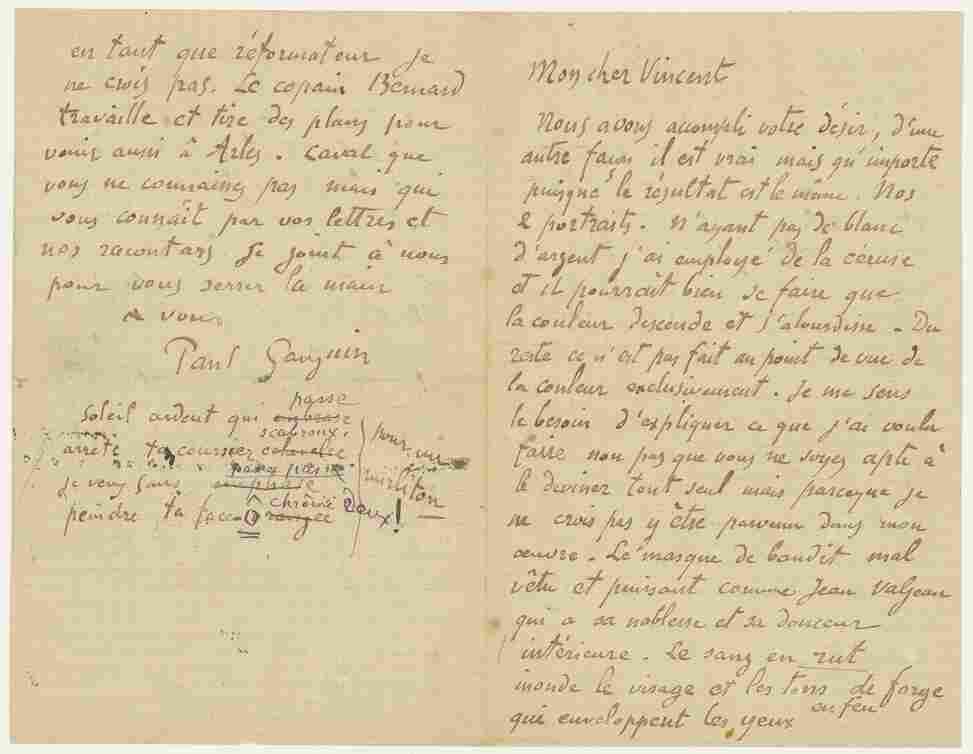 Mon cher Vincent
Nous avons accompli votre désir, d'une
autre façon il est vrai mais qu'importe
puisque le résultat est le même. Nos
2 portraits. N'ayant pas de blanc
d'argent j'ai employé de la céruse
et il pourrait bien se faire que
la couleur descende et s'alourdisse. Du
reste ce n'est pas fait au point de vue de
la couleur exclusivement. Je me sens
le besoin d'expliquer ce que j'ai voulu
faire non pas que vous ne soyez apte à
le deviner tout seul mais parceque je
ne crois pas y être parvenu dans mon
œuvre. Le masque de bandit mal
vêtu et puissant comme Jean Valjean
qui a sa noblesse et sa douceur
intérieure. Le sang en rut
inonde le visage et les tons de forge
en feu
qui enveloppent les yeux
en tant que réformateur je
ne crois pas. Le copain Bernard
travaille et tire des plans pour
venir aussi à Arles. Laval que
vous ne connaissez pas mais qui
vous connaît par vos lettres et
nos racontars se joint à nous
pour vous serrer la main
a vous
Paul Gauguin
passe
Soleil ardent qui embrase
scabreux,
arrête ta coursier
pour un
je veux sans emphase
mirliton
chrôme
peindre ta face orangée
Deux!